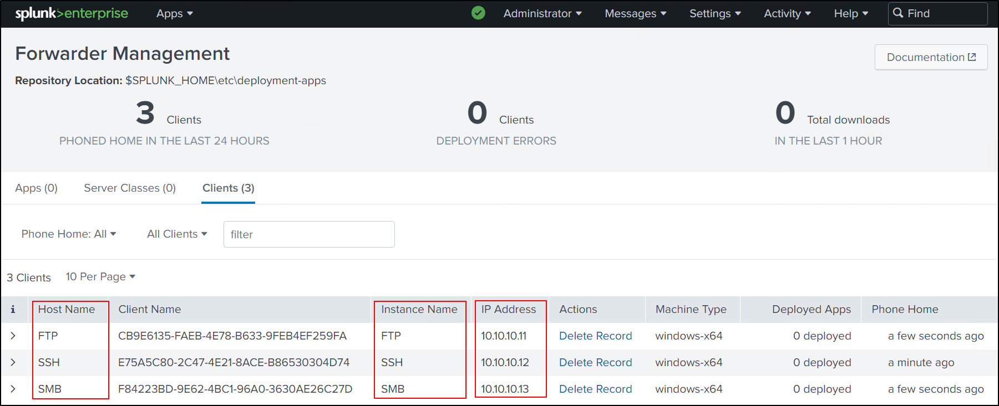 splunk>enterprise Apps Administrator Messages Settings Activity Help Find
Forwarder Management
Documentation
Repository Location: $SPLUNK_HOME\etc\deployment-apps
3 Clients 0 Clients 0 Total downloads
PHONED HOME IN THE LAST 24 HOURS DEPLOYMENT ERRORS IN THE LAST 1 HOUR
Apps (0) Server Classes (0) Clients (3)
Phone Home: All All Clients filter
3 Clients 10 Per Page
i Host Name Client Name Instance Name IP Address Actions Machine Type Deployed Apps Phone Home
> FTP CB9E6135-FAEB-4E78-B633-9FEB4EF259FA FTP 10.10.10.11 Delete Record windows-x64 0 deployed a few seconds ago
> SSH E75A5C80-2C47-4E21-8ACE-B86530304D74 SSH 10.10.10.12 Delete Record windows-x64 0 deployed a minute ago
> SMB F84223BD-9E62-4BC1-96A0-3630AE26C27D SMB 10.10.10.13 Delete Record windows-x64 0 deployed a few seconds ago